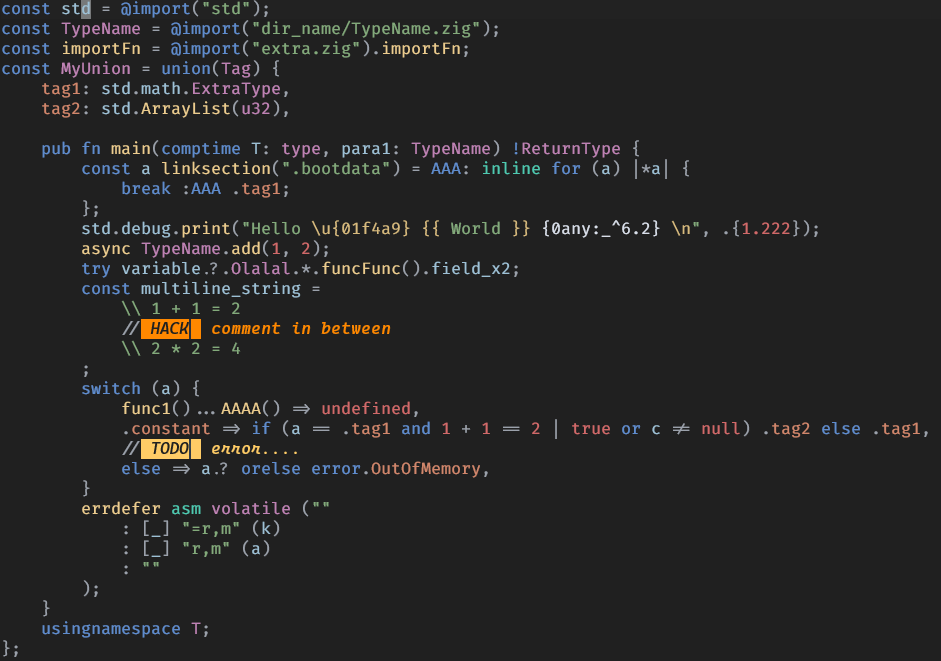 const std = @import("std");
const TypeName = @import("dir_name/TypeName.zig");
const importFn = @import("extra.zig").importFn;
const MyUnion = union(Tag) {
    tag1: std.math.ExtraType,
    tag2: std.ArrayList(u32),

    pub fn main(comptime T: type, para1: TypeName) !ReturnType {
        const a linksection(".bootdata") = AAA: inline for (a) |*a| {
            break :AAA .tag1;
        };
        std.debug.print("Hello \u{01f4a9} {{ World }} {0any:_^6.2} \n", .{1.222});
        async TypeName.add(1, 2);
        try variable.?.Olalal.*.funcFunc().field_x2;
        const multiline_string =
            \\ 1 + 1 = 2
            // HACK  comment in between
            \\ 2 * 2 = 4
        ;
        switch (a) {
            func1()...AAAA() => undefined,
            .constant => if (a == .tag1 and 1 + 1 == 2 | true or c != null) .tag2 else .tag1,
            // TODO  error....
            else => a.? orelse error.OutOfMemory,
        }
        errdefer asm volatile (""
            : [_] "=r,m" (k)
            : [_] "r,m" (a)
            : ""
        );
    }
    usingnamespace T;
};